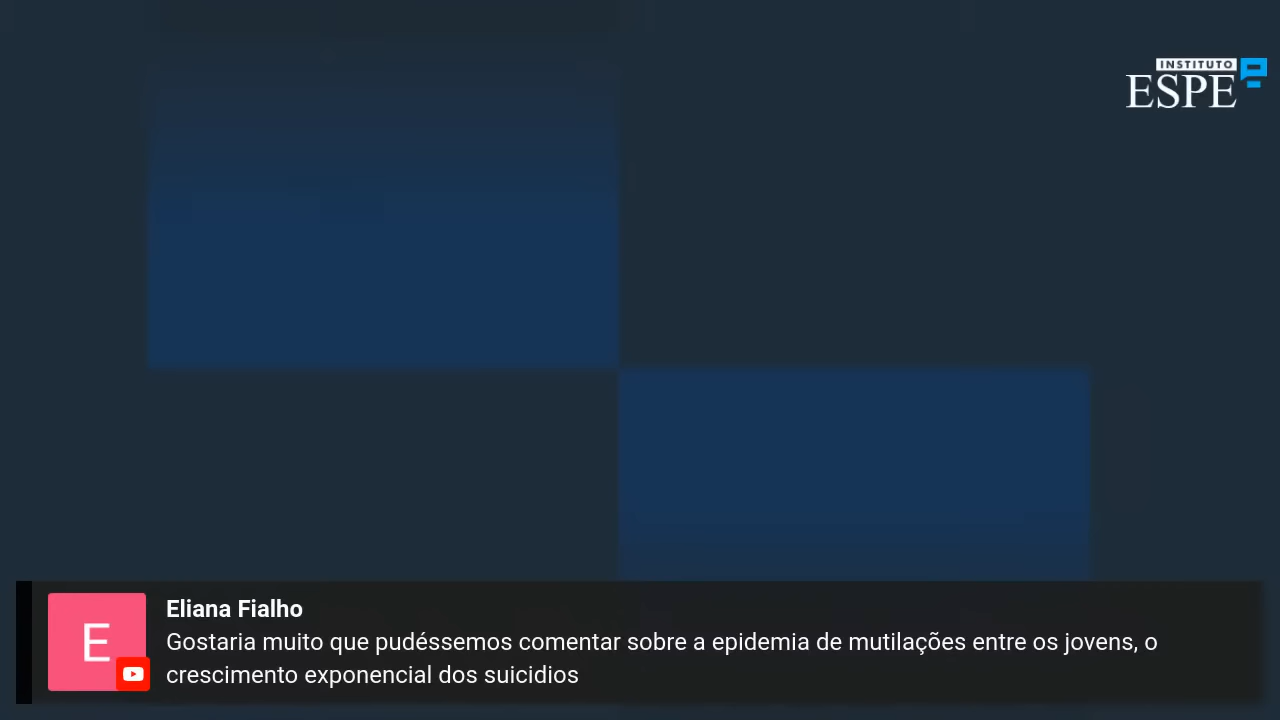 INSTITUTO
ESPE
E
Eliana Fialho
Gostaria muito que pudéssemos comentar sobre a epidemia de mutilações entre os jovens, o
crescimento exponencial dos suicidios